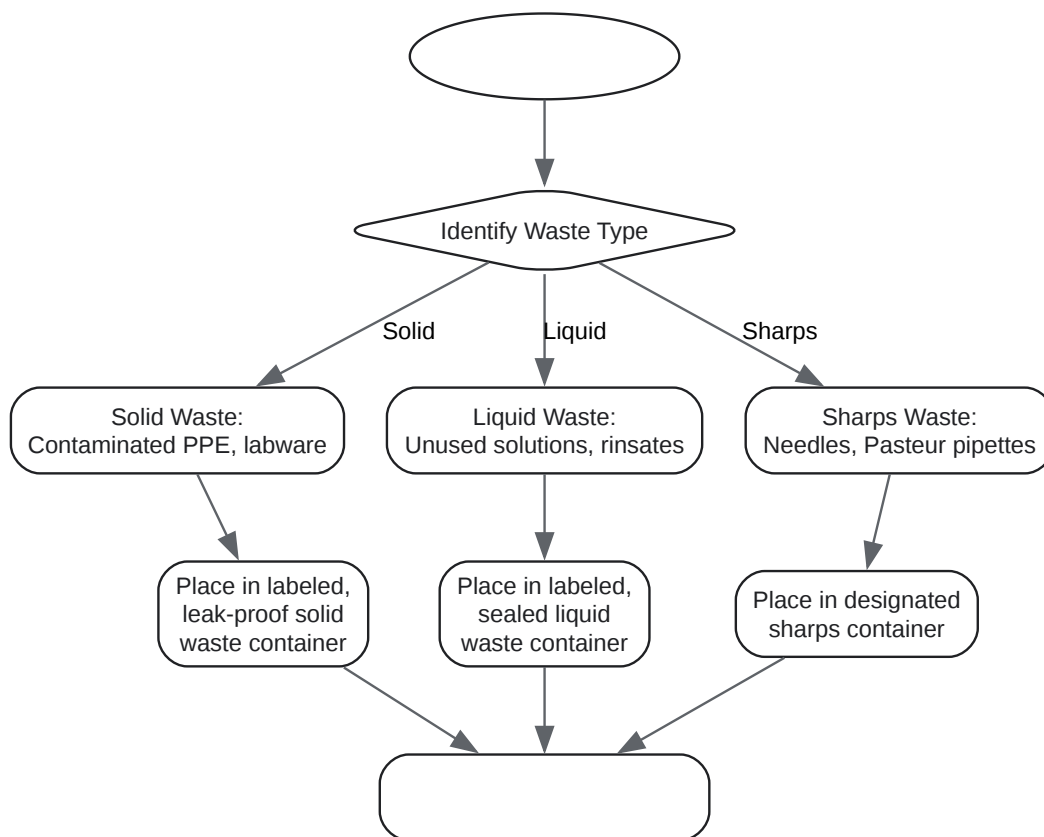 Identify Waste Type
Solid
Liquid
Sharps
Solid Waste:
Contaminated PPE, labware
Liquid Waste:
Unused solutions, rinsates
Sharps Waste:
Needles, Pasteur pipettes
Place in labeled,
leak-proof solid
waste container
Place in labeled,
sealed liquid
waste container
Place in designated
sharps container